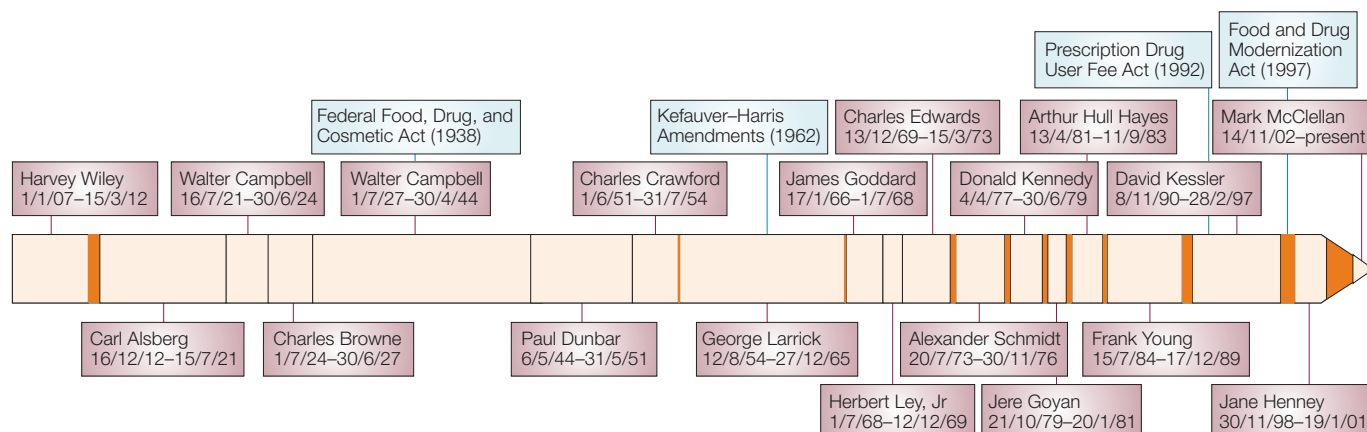 Food and Drug
Modernization
Act (1997)
Prescription Drug
User Fee Act (1992)
Federal Food, Drug, and
Cosmetic Act (1938)
Kefauver–Harris
Amendments (1962)
Charles Edwards
13/12/69–15/3/73
Arthur Hull Hayes
13/4/81–11/9/83
Mark McClellan
14/11/02–present
Harvey Wiley
1/1/07–15/3/12
Walter Campbell
16/7/21–30/6/24
Walter Campbell
1/7/27–30/4/44
Charles Crawford
1/6/51–31/7/54
James Goddard
17/1/66–1/7/68
Donald Kennedy
4/4/77–30/6/79
David Kessler
8/11/90–28/2/97
Carl Alsberg
16/12/12–15/7/21
Charles Browne
1/7/24–30/6/27
Paul Dunbar
6/5/44–31/5/51
George Larrick
12/8/54–27/12/65
Alexander Schmidt
20/7/73–30/11/76
Frank Young
15/7/84–17/12/89
Herbert Ley, Jr
1/7/68–12/12/69
Jere Goyan
21/10/79–20/1/81
Jane Henney
30/11/98–19/1/01